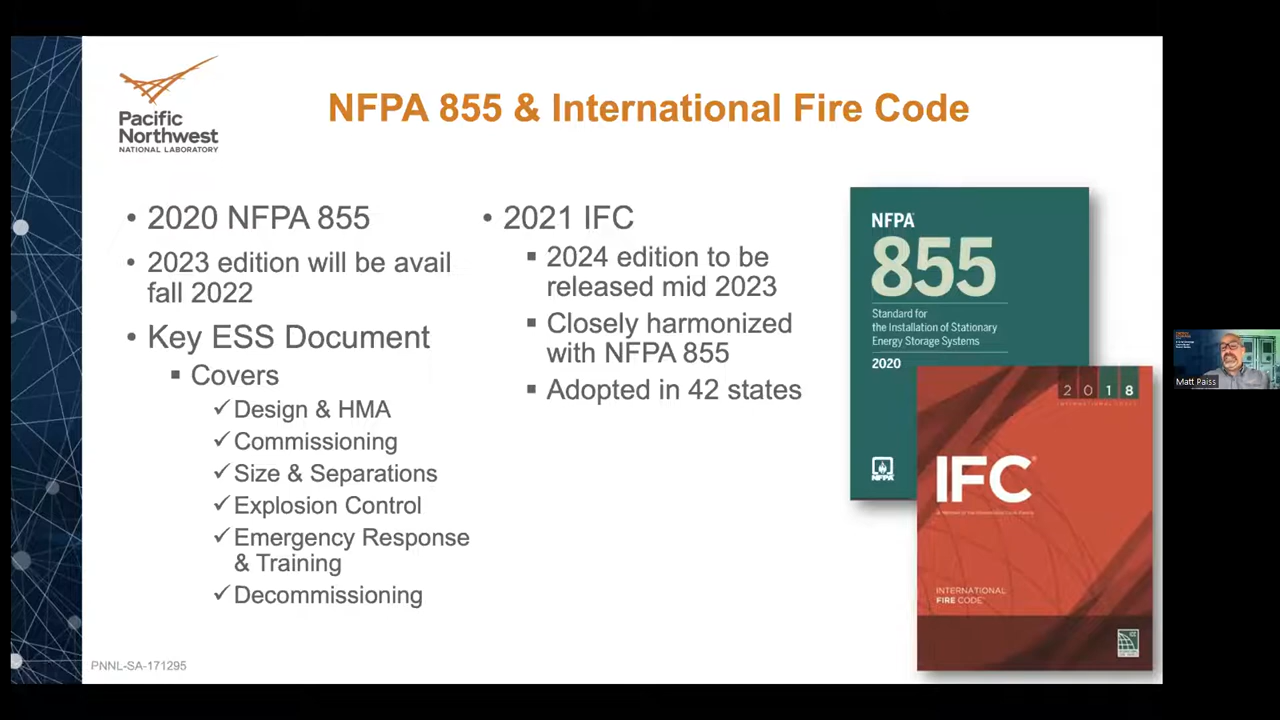 Pacific
Northwest
NATIONAL LABORATORY
NFPA 855 & International Fire Code
• 2020 NFPA 855
• 2023 edition will be avail
fall 2022
• Key ESS Document
▪ Covers
✓Design & HMA
✓Commissioning
✓Size & Separations
✓Explosion Control
✓Emergency Response
& Training
✓Decommissioning
• 2021 IFC
▪ 2024 edition to be
released mid 2023
▪ Closely harmonized
with NFPA 855
▪ Adopted in 42 states
NFPA
855
Standard for
the Installation of Stationary
Energy Storage Systems
2020
NFPA
2018
IFC
INTERNATIONAL
FIRE CODE
Matt Paiss
PNNL-SA-171295